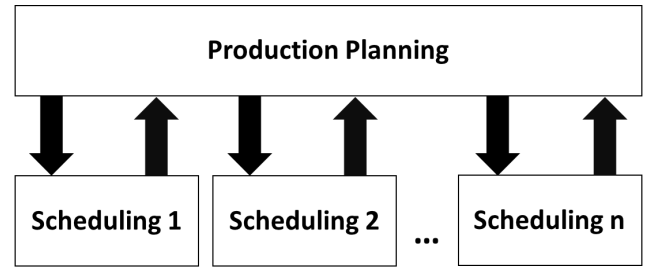 Production Planning
Scheduling 1
Scheduling 2
...
Scheduling n